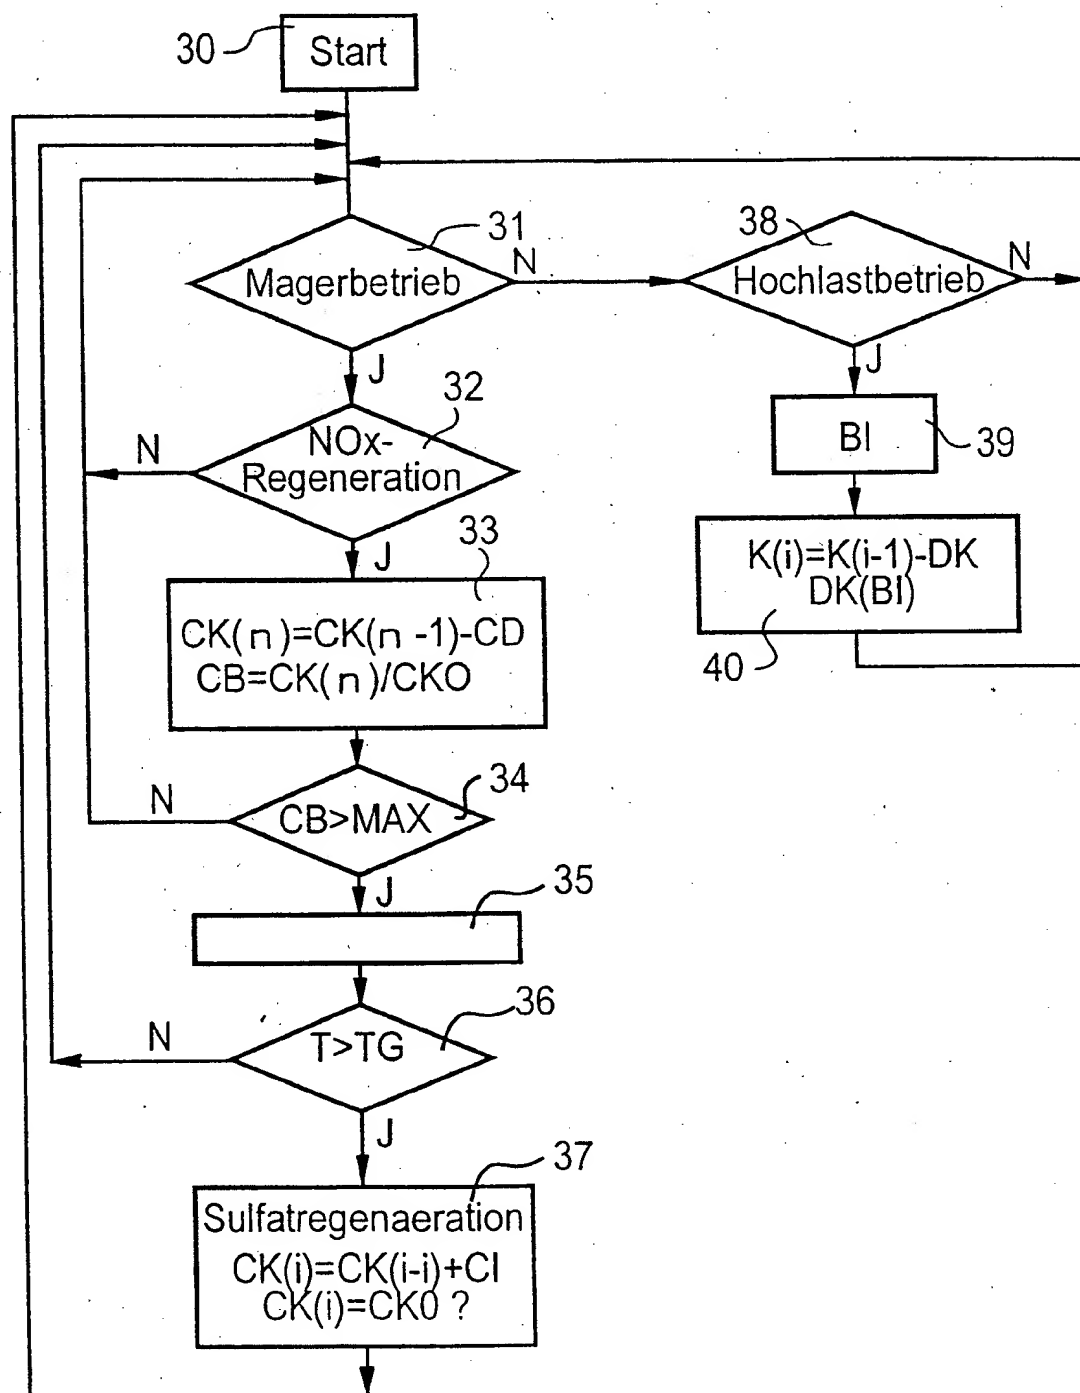 30
Start
31
Magerbetrieb
N
J
38
Hochlastbetrieb
N
J
32
NOx-
Regeneration
N
J
BI
39
33
CK(n)=CK(n-1)-CD
CB=CK(n)/CKO
K(i)=K(i-1)-DK
DK(BI)
40
34
CB>MAX
N
J
35
36
T>TG
N
J
37
Sulfatregenaeration
CK(i)=CK(i-i)+CI
CK(i)=CK0 ?